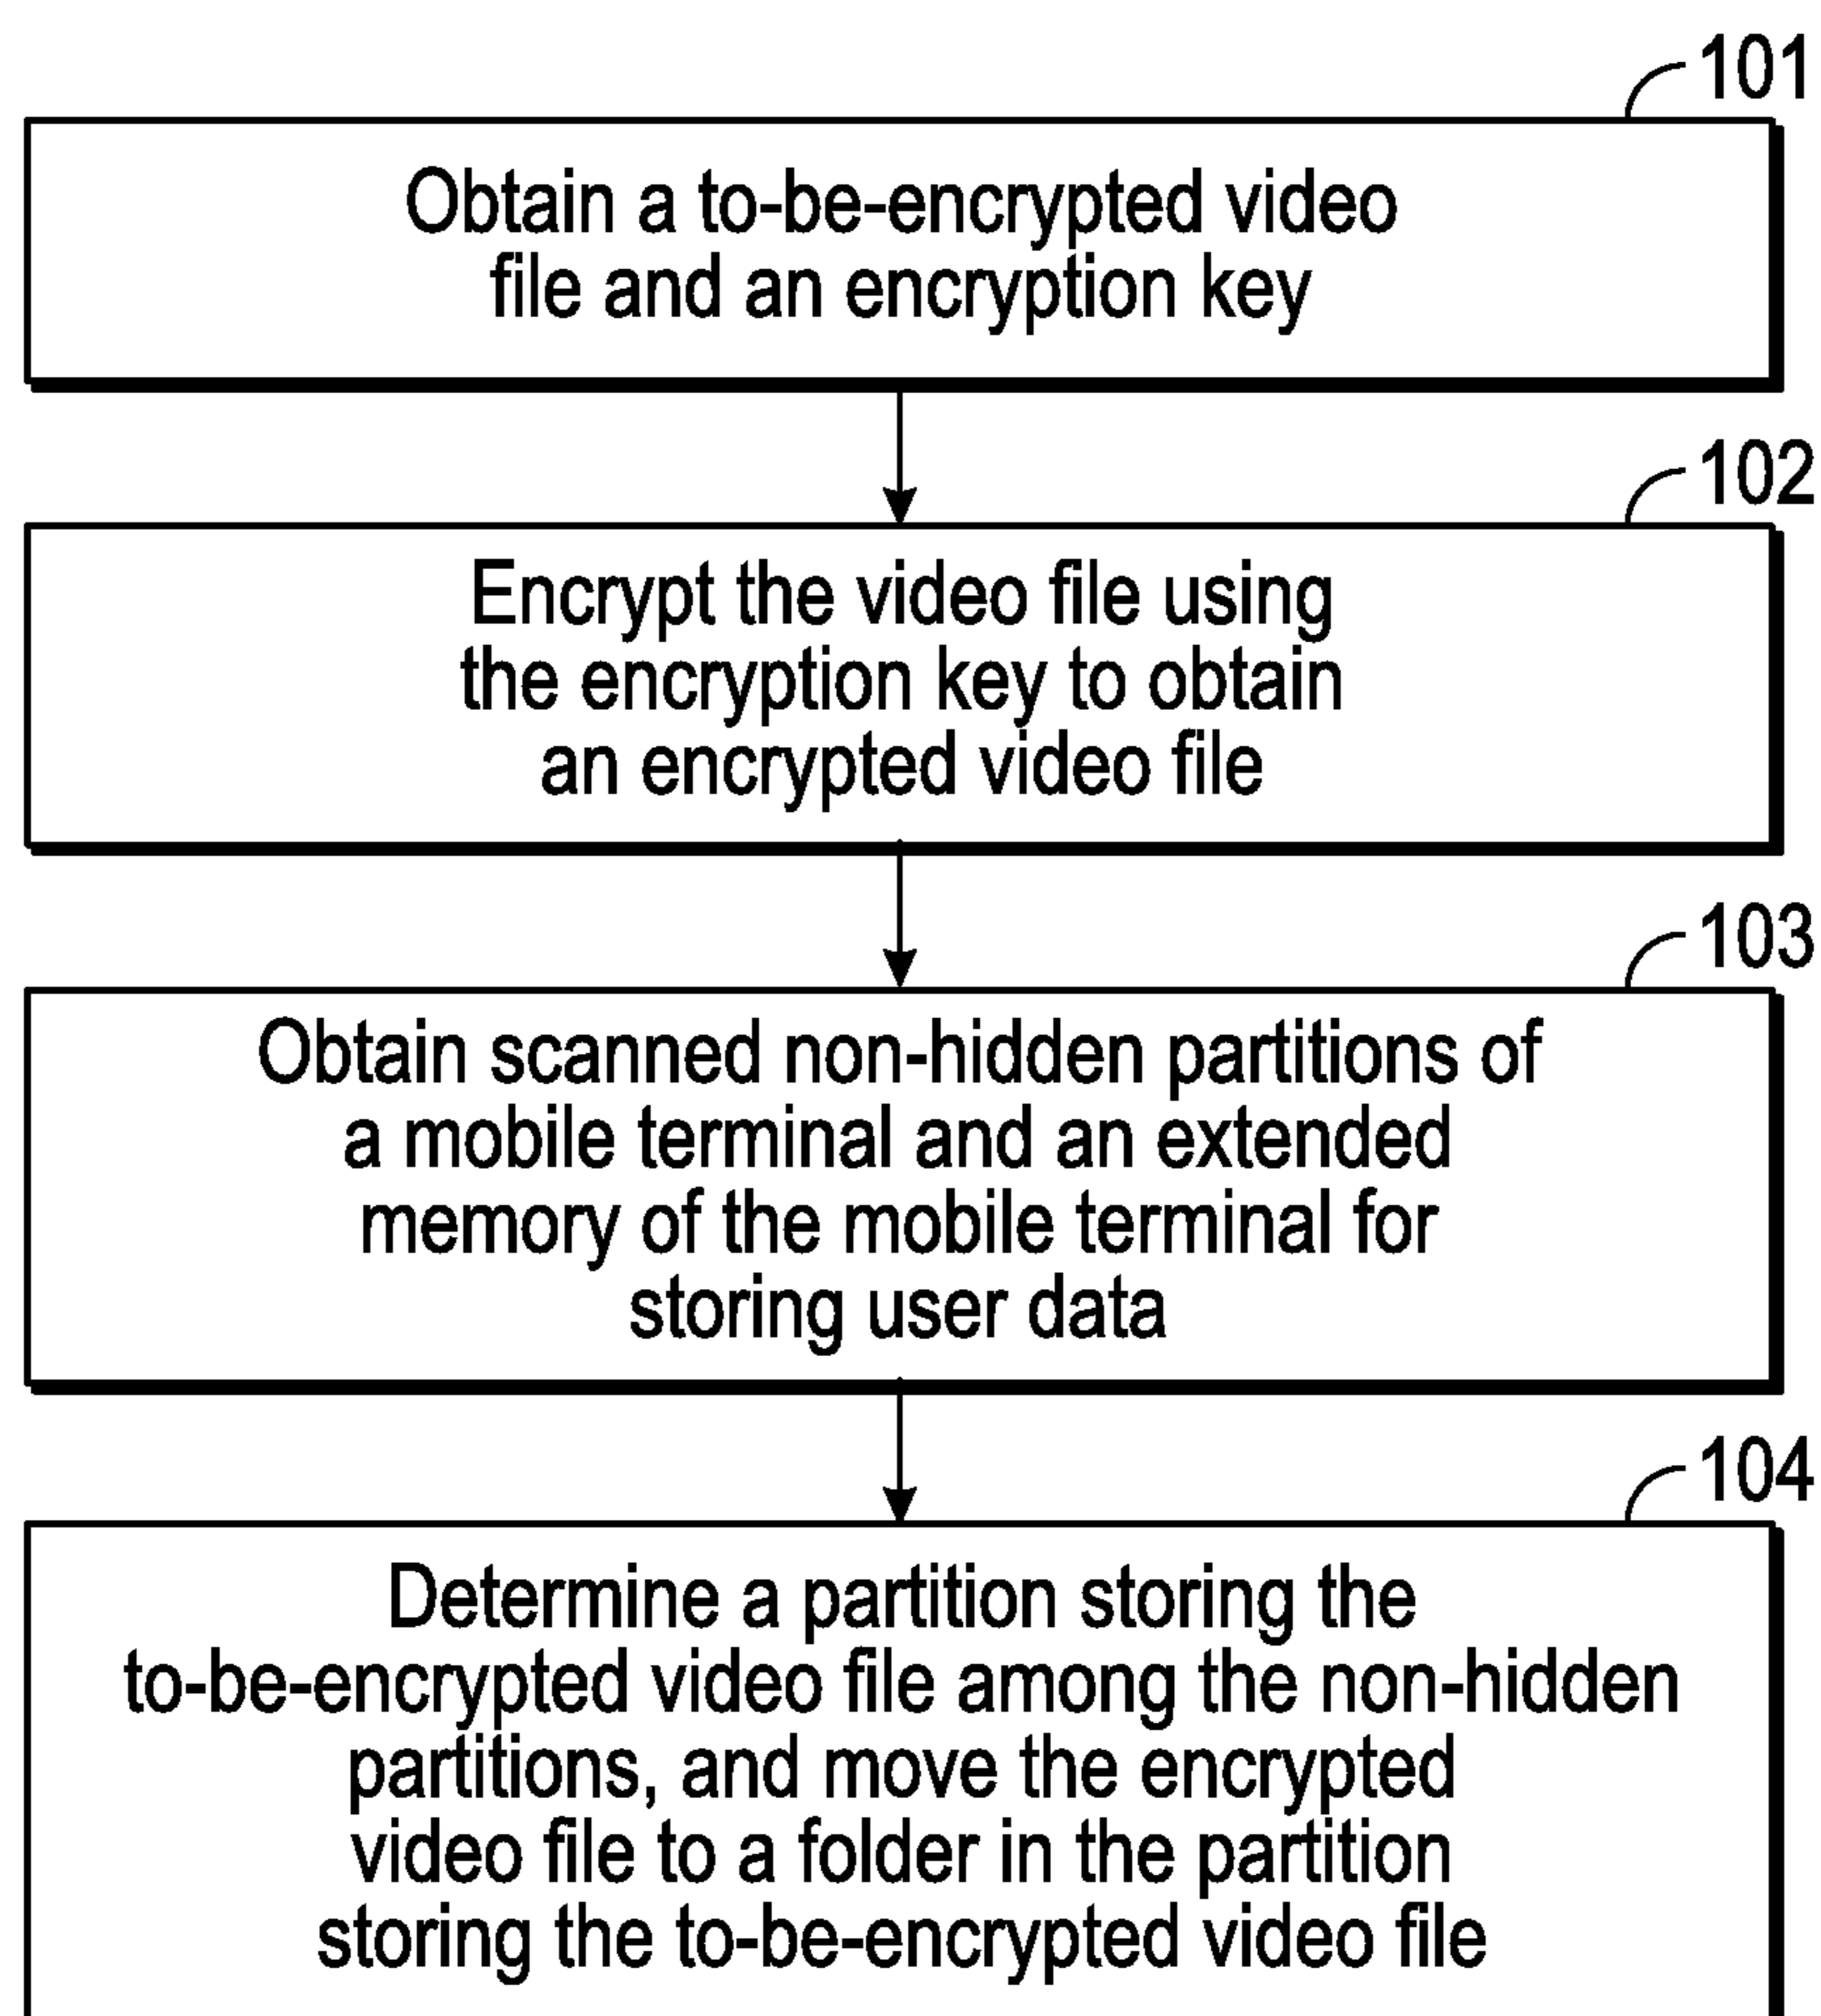 101
Obtain a to-be-encrypted video
file and an encryption key
102
Encrypt the video file using
the encryption key to obtain
an encrypted video file
103
Obtain scanned non-hidden partitions of
a mobile terminal and an extended
memory of the mobile terminal for
storing user data
104
Determine a partition storing the
to-be-encrypted video file among the non-hidden
partitions, and move the encrypted
video file to a folder in the partition
storing the to-be-encrypted video file